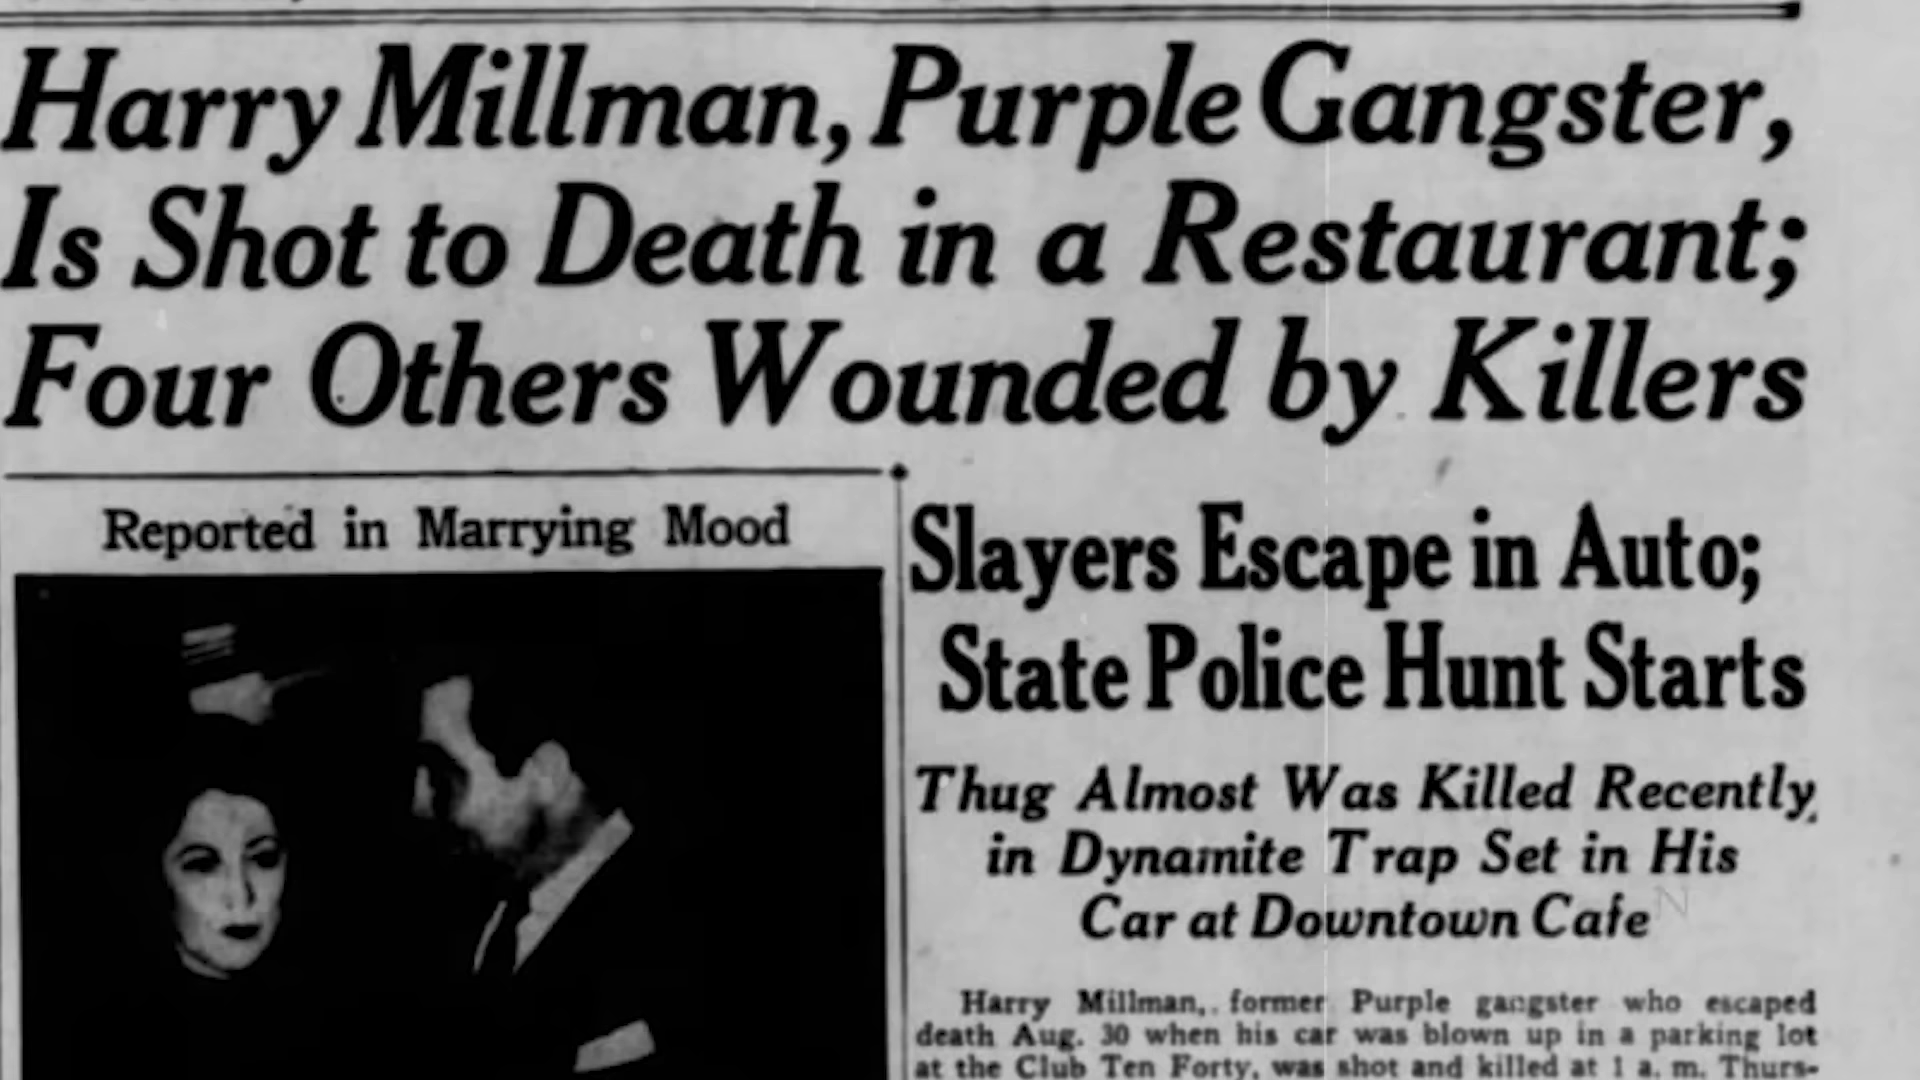 Harry Millman, Purple Gangster,
Is Shot to Death in a Restaurant;
Four Others Wounded by Killers
Reported in Marrying Mood
Slayers Escape in Auto;
State Police Hunt Starts
Thug Almost Was Killed Recently
in Dynamite Trap Set in His
Car at Downtown Cafe
Harry Millman, former Purple gangster who escaped
death Aug. 30 when his car was blown up in a parking lot
at the Club Ten Forty, was shot and killed at 1 a. m. Thurs-